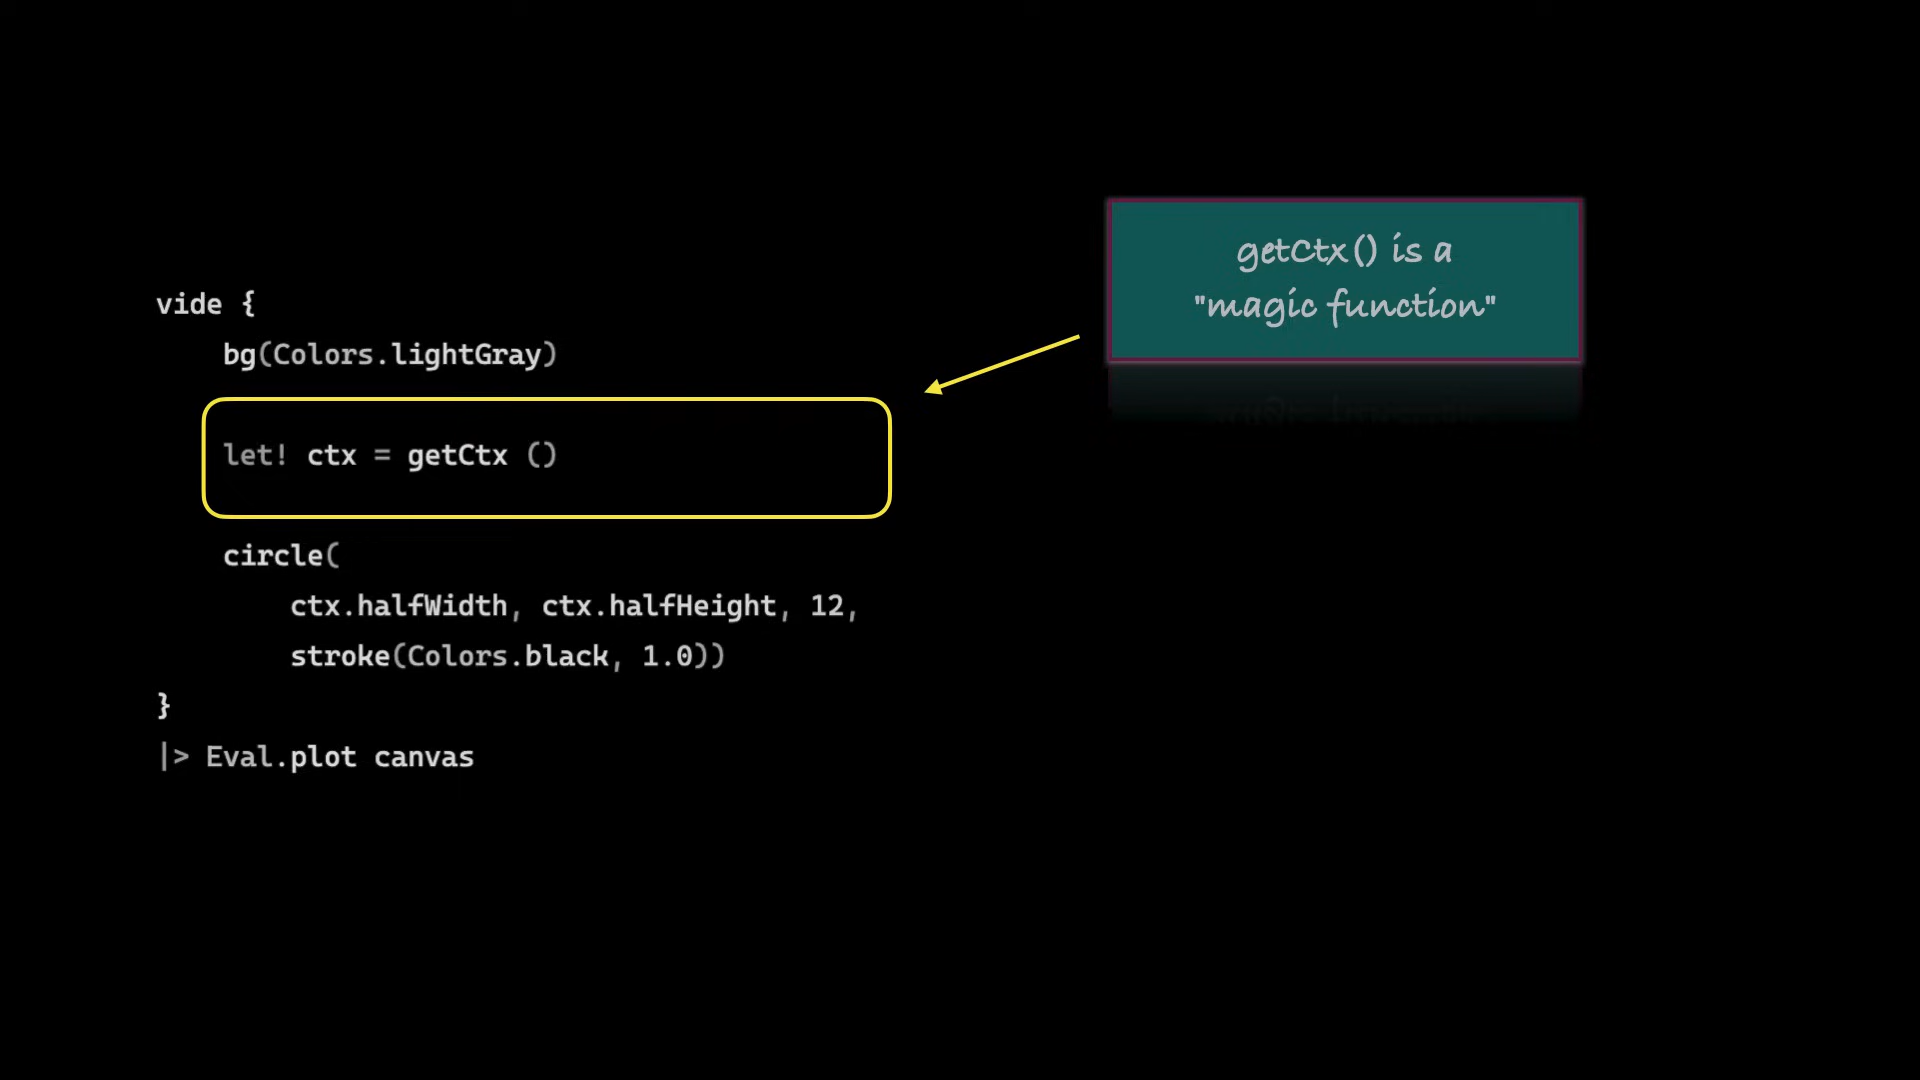 vide {
bg(Colors.lightGray)
let! ctx = getCtx ()
circle(
ctx.halfWidth, ctx.halfHeight, 12,
stroke(Colors.black, 1.0))
}
|> Eval.plot canvas
getCtx() is a
"magic function"